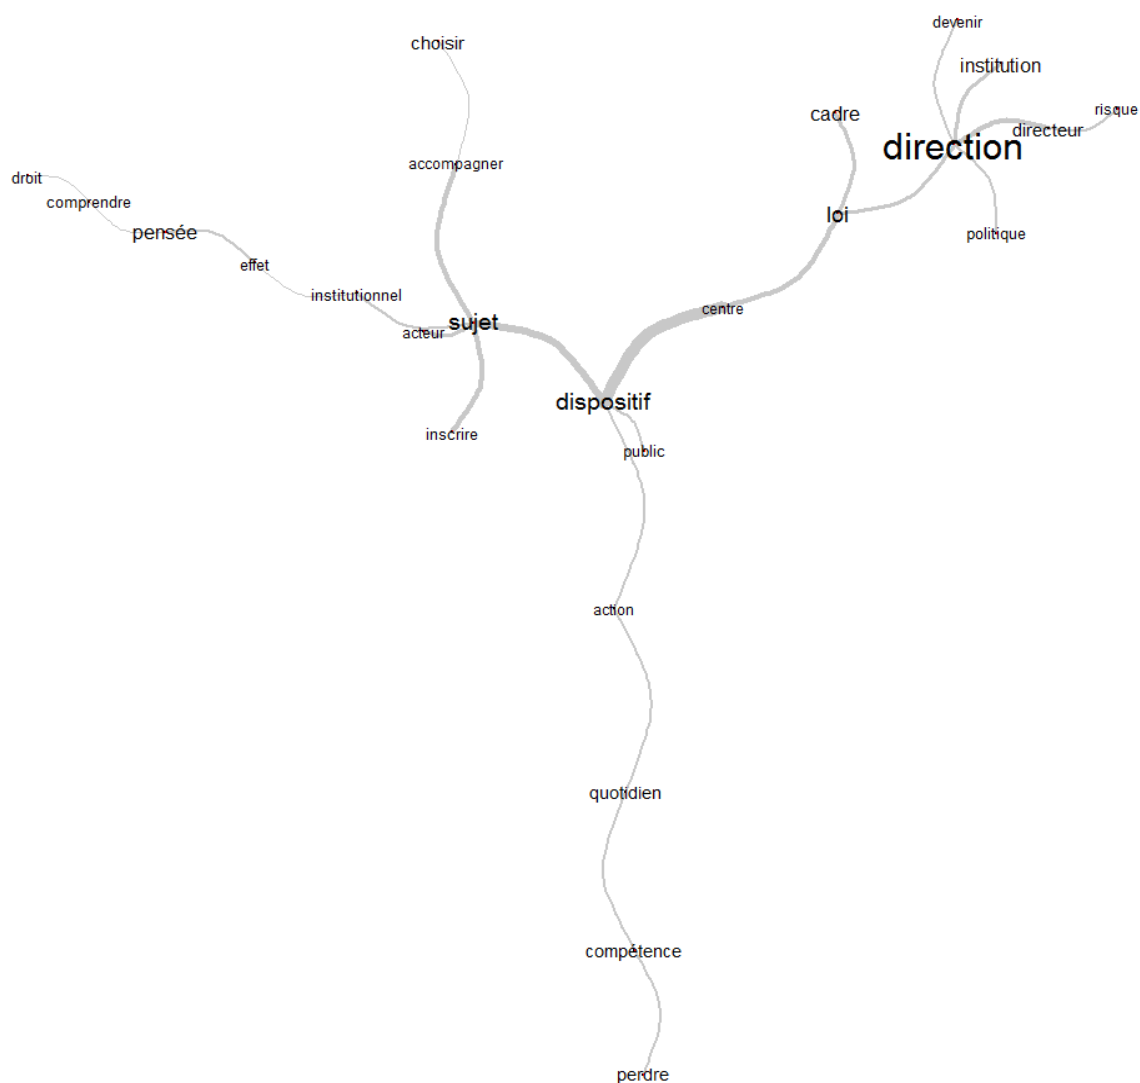 devenir
choisir
institution
risque
cadre
directeur
direction
accompagner
droit
comprendre
loi
pensée
politique
effet
institutionnel
centre
sujet
acteur
dispositif
inscrire
public
action
quotidien
compétence
perdre